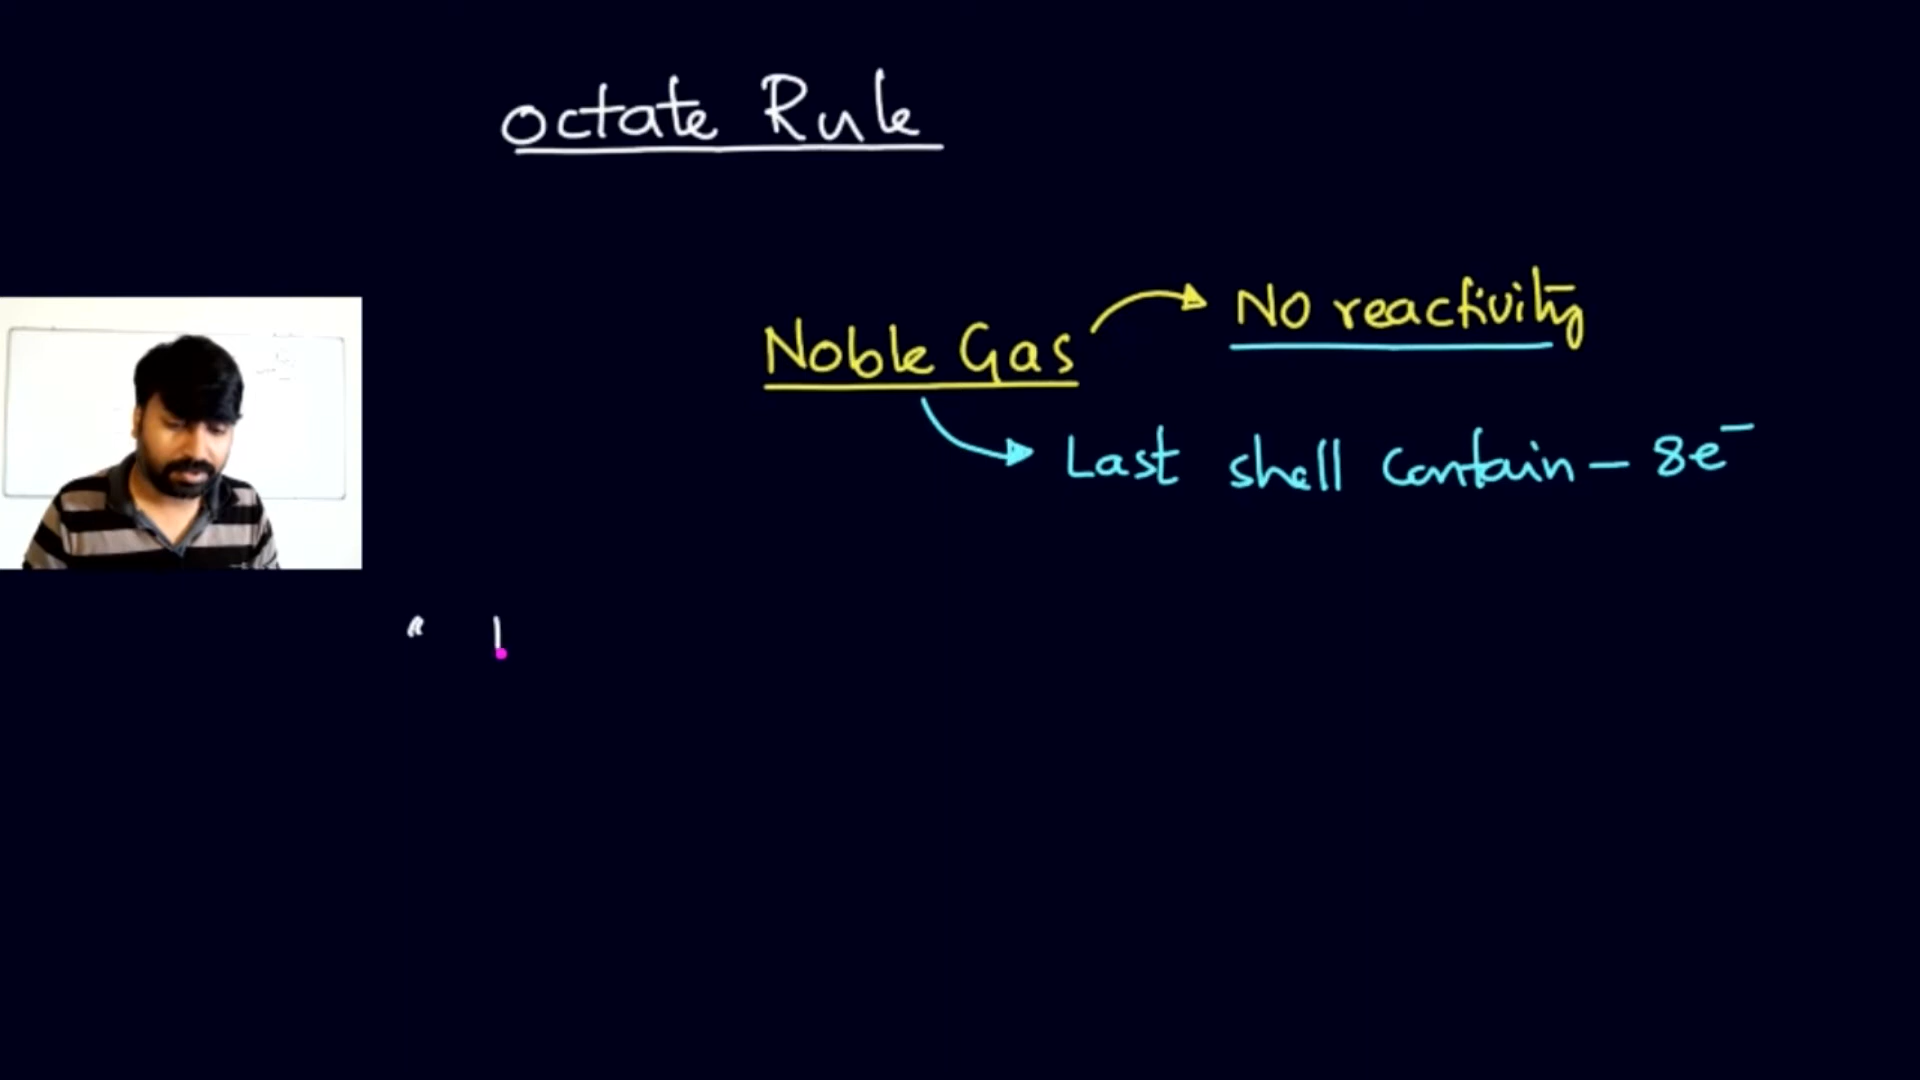 octate Rule
Noble Gas
No reactivity
Last shell contain – 8e⁻
"